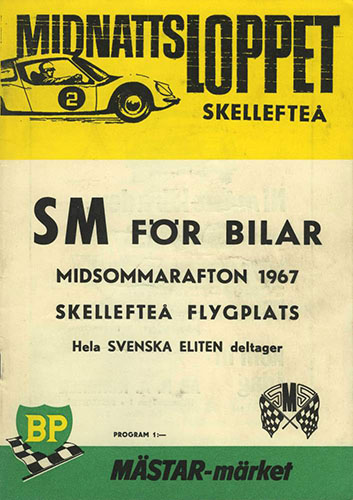 MIDNATTSLOPPET
SKELLEFTEÅ
2
SM FÖR BILAR
MIDSOMMARAFTON 1967
SKELLEFTEÅ FLYGPLATS
Hela SVENSKA ELITEN deltager
SMS
BP
PROGRAM 1:—
MÄSTAR-märket